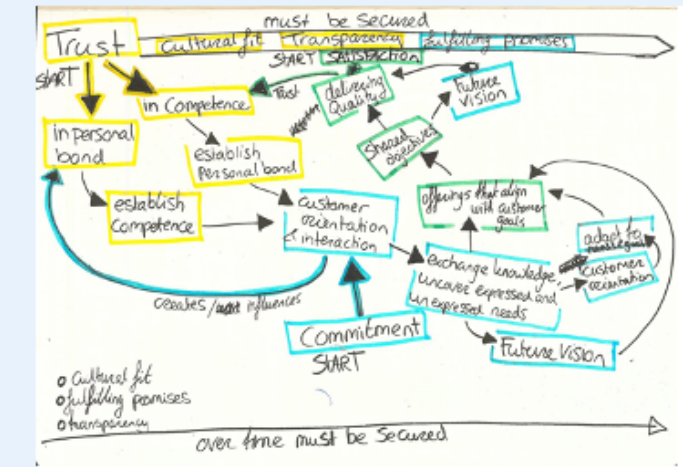 must be secured
Trust
Cultural fit Transparency fulfilling promises
START START Satisfaction
in Competence
Trust
delivering
Quality
Future
vision
in personal
bond
establish
Personal bond
Shared
objectives
establish
competence
customer
orientation
& interaction
offerings that align
with customer
goals
adapt to
customer
orientation
exchange knowledge,
uncover expressed and
unexpressed needs
creates / influences
Commitment
START
Future Vision
o Cultural fit
o fulfilling promises
o transparency
over time must be secured